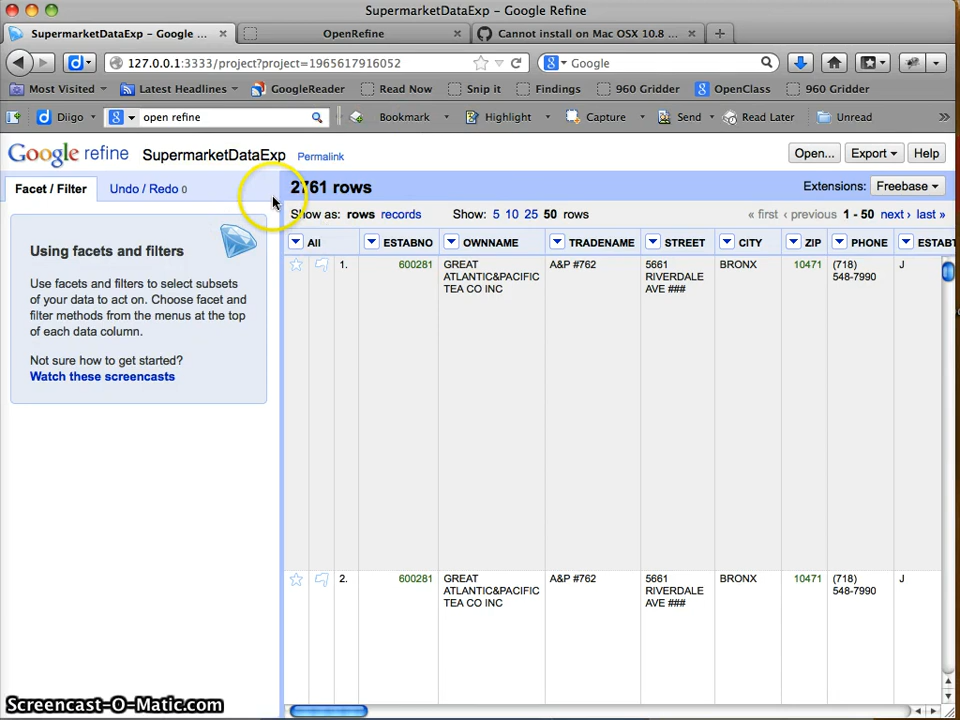 SupermarketDataExp - Google Refine
SupermarketDataExp - Google ... × OpenRefine × Cannot install on Mac OSX 10.8 ... × +
127.0.0.1:3333/project?project=1965617916052 Google
Most Visited Latest Headlines GoogleReader Read Now Snip it Findings 960 Gridder OpenClass 960 Gridder
Diigo open refine Bookmark Highlight Capture Send Read Later Unread »
Google refine SupermarketDataExp Permalink Open... Export Help
Facet / Filter Undo / Redo 0 2761 rows Extensions: Freebase
Show as: rows records Show: 5 10 25 50 rows « first ‹ previous 1 - 50 next › last »
All ESTABNO OWNNAME TRADENAME STREET CITY ZIP PHONE ESTABT
Using facets and filters
Use facets and filters to select subsets
of your data to act on. Choose facet and
filter methods from the menus at the top
of each data column.
Not sure how to get started?
Watch these screencasts
1. 600281 GREAT A&P #762 5661 BRONX 10471 (718) J
ATLANTIC&PACIFIC RIVERDALE 548-7990
TEA CO INC AVE ###
2. 600281 GREAT A&P #762 5661 BRONX 10471 (718) J
ATLANTIC&PACIFIC RIVERDALE 548-7990
TEA CO INC AVE ###
Screencast-O-Matic.com